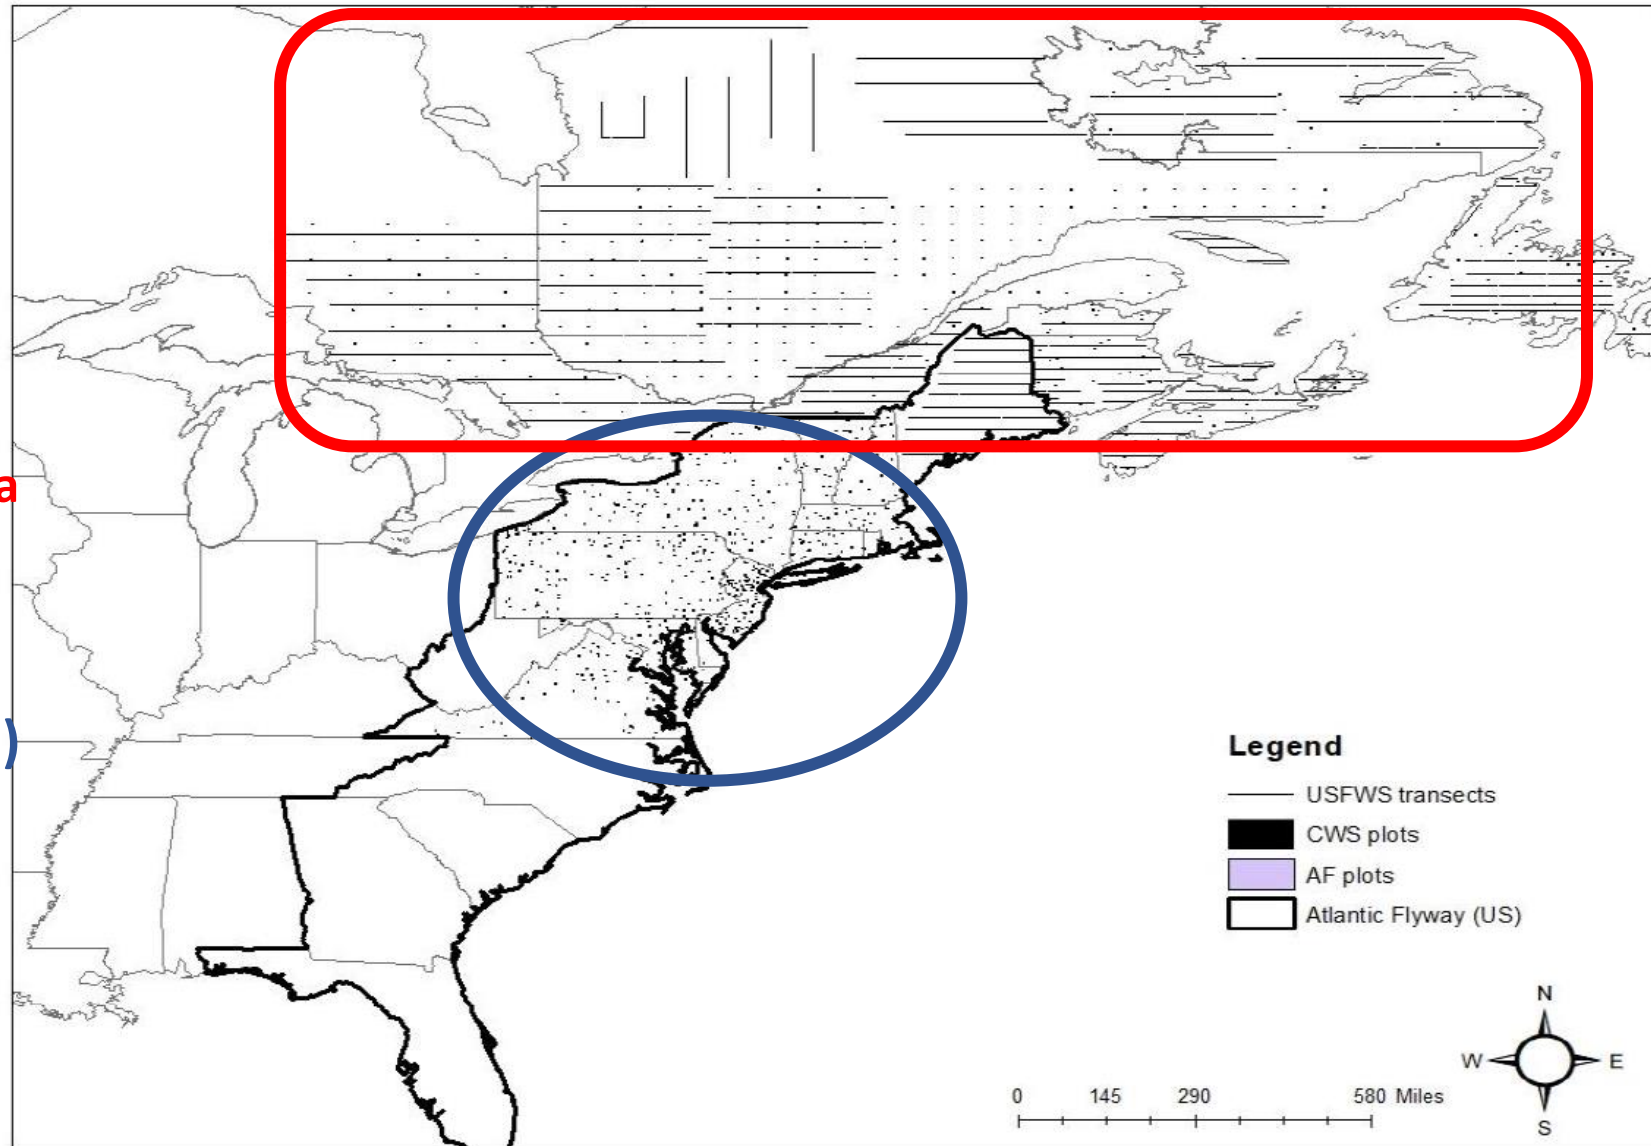 a
)
Legend
USFWS transects
CWS plots
AF plots
Atlantic Flyway (US)
N
W E
S
0 145 290 580 Miles